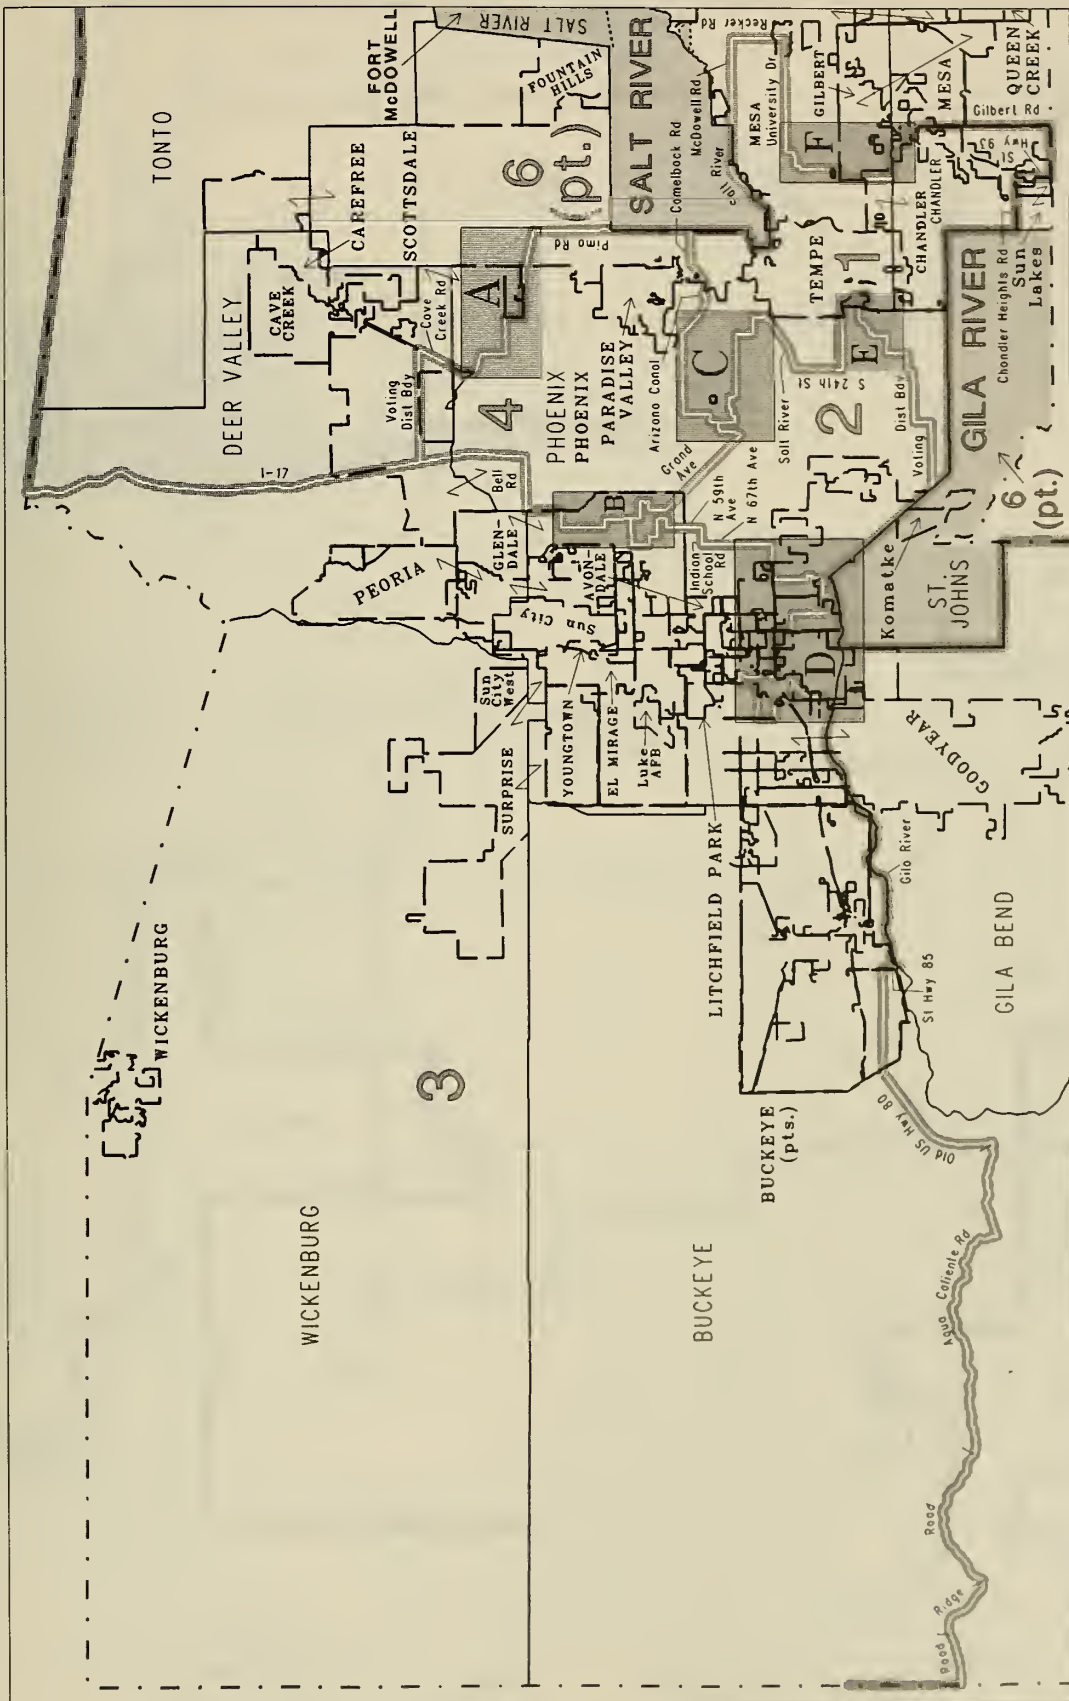 TONTO
FORT
McDOWELL
SALT RIVER
FOUNTAIN
HILLS
SALT RIVER
McDowell Rd
Recker
Rd
GILBERT
MESA
QUEEN
CREEK
Gilbert Rd
St
Hwy 93
MESA
University Dr
F
CHANDLER
CHANDLER
Sun
Lakes
Chandler Heights Rd
GILA RIVER
6
(pt.)
DEER VALLEY
CAVE
CREEK
CAREFREE
SCOTTSDALE
6
(pt.)
Pima Rd
Camelback Rd
Salt River
TEMPE
1
Cave
Creek Rd
A
Voting
Dist Bdy
4
PHOENIX
PHOENIX
PARADISE
VALLEY
Arizona Canal
C
Grand
Ave
Salt River
S 24th St
E
2
Voting
Dist Bdy
I-17
Bell
Rd
B
N 59th
Ave
N 67th Ave
Indian
School
Rd
PEORIA
GLEN-
DALE
AVON-
DALE
Sun City
D
Komatke
ST.
JOHNS
Sun
City
West
SURPRISE
YOUNGTOWN
EL MIRAGE
Luke
AFB
LITCHFIELD PARK
GOODYEAR
Gila River
St Hwy 85
GILA BEND
WICKENBURG
3
BUCKEYE
(pts.)
Old US Hwy 80
WICKENBURG
BUCKEYE
Agua Caliente Rd
Road
Ridge
Road